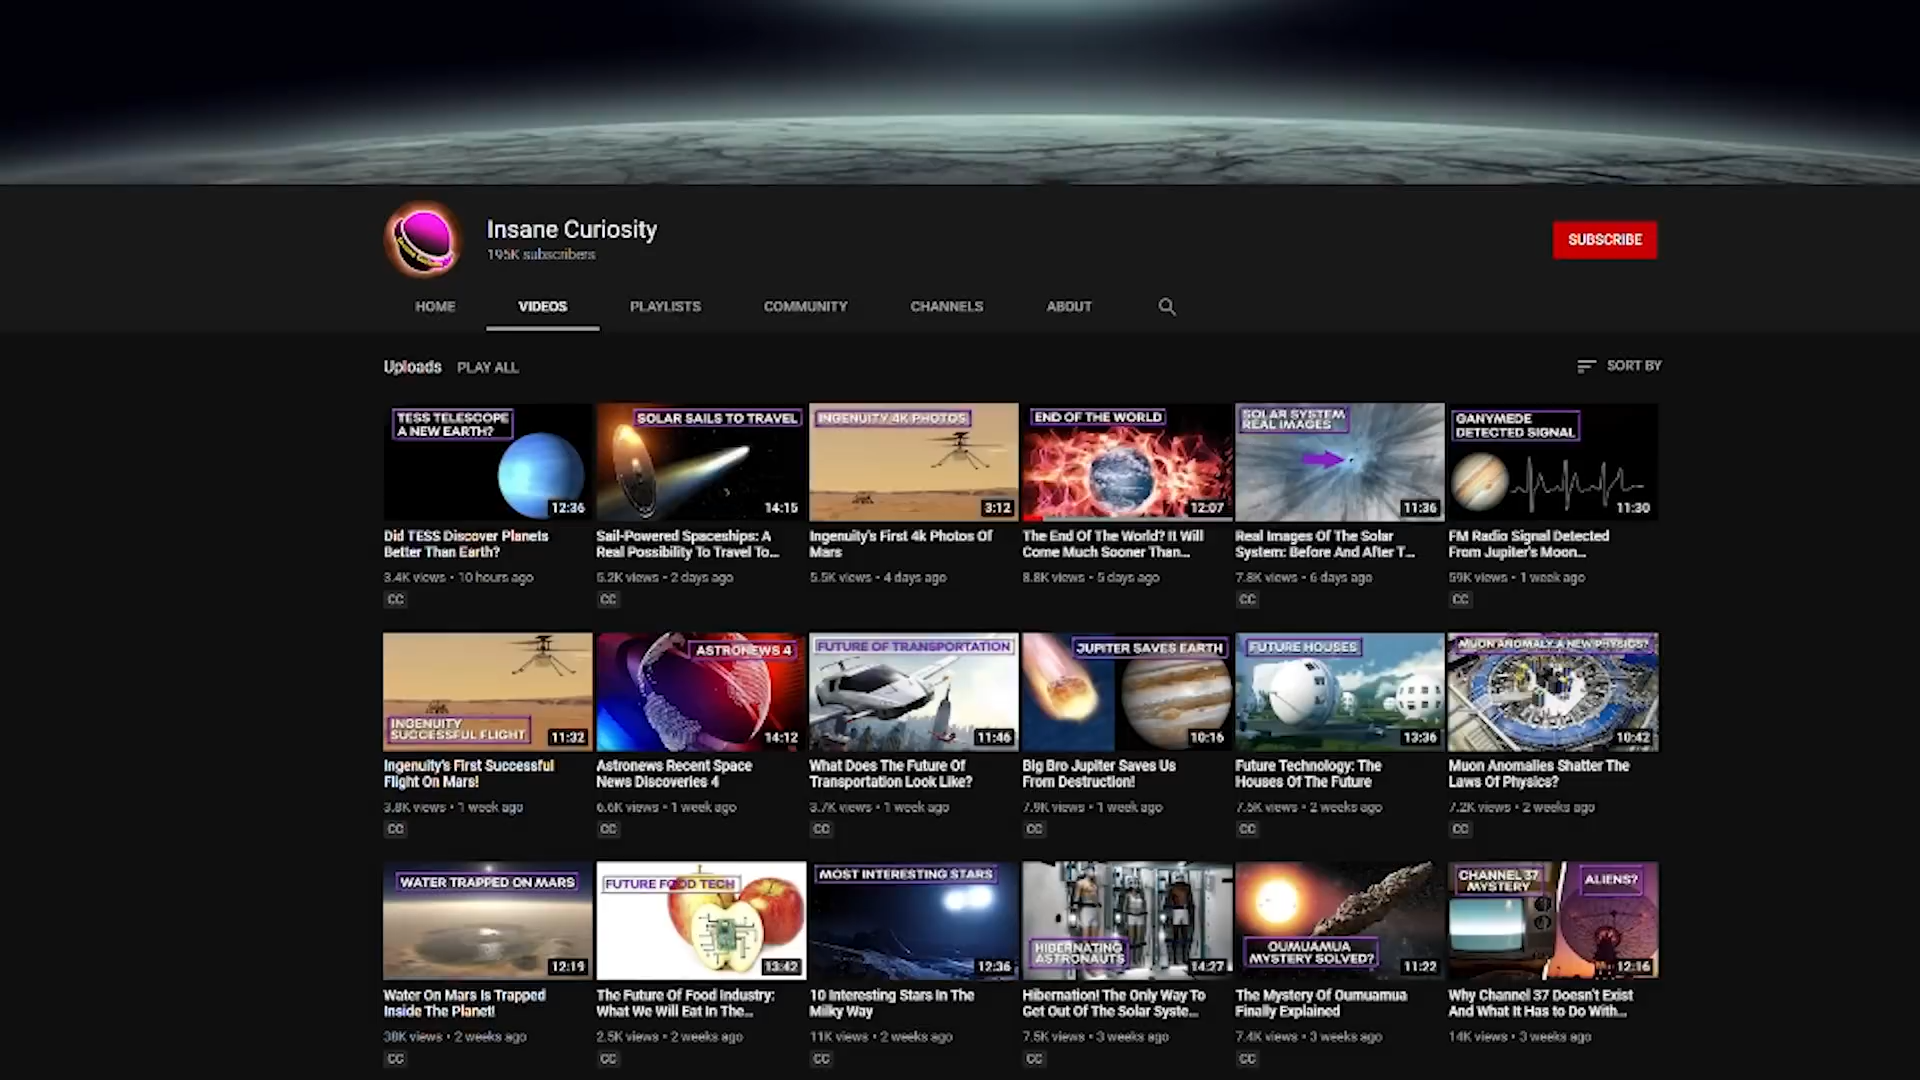 Insane Curiosity
195K subscribers
SUBSCRIBE
HOME VIDEOS PLAYLISTS COMMUNITY CHANNELS ABOUT
Uploads PLAY ALL SORT BY
TESS TELESCOPE
A NEW EARTH?
12:36
SOLAR SAILS TO TRAVEL
14:15
INGENUITY 4K PHOTOS
3:12
END OF THE WORLD
12:07
SOLAR SYSTEM
REAL IMAGES
11:36
GANYMEDE
DETECTED SIGNAL
11:30
Did TESS Discover Planets
Better Than Earth?
3.4K views • 10 hours ago
CC
Sail-Powered Spaceships: A
Real Possibility To Travel To...
5.2K views • 2 days ago
CC
Ingenuity's First 4k Photos Of
Mars
5.5K views • 4 days ago
The End Of The World? It Will
Come Much Sooner Than...
8.8K views • 5 days ago
Real Images Of The Solar
System: Before And After T...
7.8K views • 6 days ago
CC
FM Radio Signal Detected
From Jupiter's Moon...
59K views • 1 week ago
CC
INGENUITY
SUCCESSFUL FLIGHT
11:32
ASTRONEWS 4
14:12
FUTURE OF TRANSPORTATION
11:46
JUPITER SAVES EARTH
10:16
FUTURE HOUSES
13:36
MUON ANOMALY A NEW PHYSICS?
10:42
Ingenuity's First Successful
Flight On Mars!
3.8K views • 1 week ago
CC
Astronews Recent Space
News Discoveries 4
6.6K views • 1 week ago
CC
What Does The Future Of
Transportation Look Like?
3.7K views • 1 week ago
CC
Big Bro Jupiter Saves Us
From Destruction!
7.9K views • 1 week ago
CC
Future Technology: The
Houses Of The Future
7.5K views • 2 weeks ago
CC
Muon Anomalies Shatter The
Laws Of Physics?
7.2K views • 2 weeks ago
CC
WATER TRAPPED ON MARS
12:19
FUTURE FOOD TECH
13:42
MOST INTERESTING STARS
12:36
HIBERNATING
ASTRONAUTS
14:27
OUMUAMUA
MYSTERY SOLVED?
11:22
CHANNEL 37
MYSTERY
ALIENS?
12:16
Water On Mars Is Trapped
Inside The Planet!
38K views • 2 weeks ago
CC
The Future Of Food Industry:
What We Will Eat In The...
2.5K views • 2 weeks ago
CC
10 Interesting Stars In The
Milky Way
11K views • 2 weeks ago
CC
Hibernation! The Only Way To
Get Out Of The Solar Syste...
7.5K views • 3 weeks ago
CC
The Mystery Of Oumuamua
Finally Explained
7.4K views • 3 weeks ago
CC
Why Channel 37 Doesn't Exist
And What It Has to Do With...
14K views • 3 weeks ago